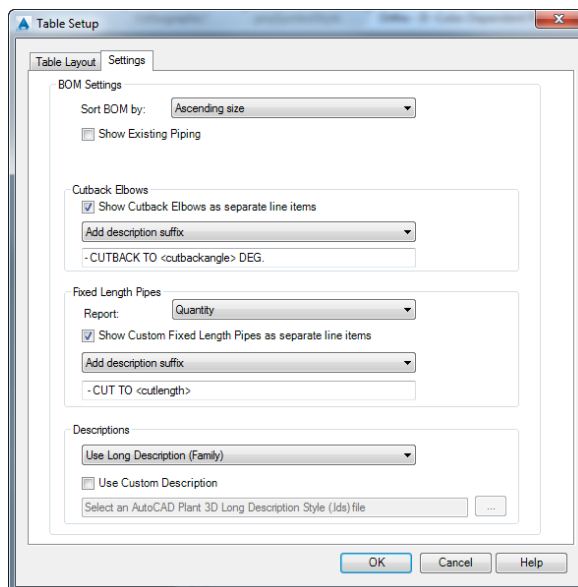 Table Setup
Table Layout
Settings
BOM Settings
Sort BOM by: Ascending size
Show Existing Piping
Cutback Elbows
Show Cutback Elbows as separate line items
Add description suffix
- CUTBACK TO <cutbackangle> DEG.
Fixed Length Pipes
Report: Quantity
Show Custom Fixed Length Pipes as separate line items
Add description suffix
- CUT TO <cutlength>
Descriptions
Use Long Description (Family)
Use Custom Description
Select an AutoCAD Plant 3D Long Description Style (.lds) file
...
OK Cancel Help